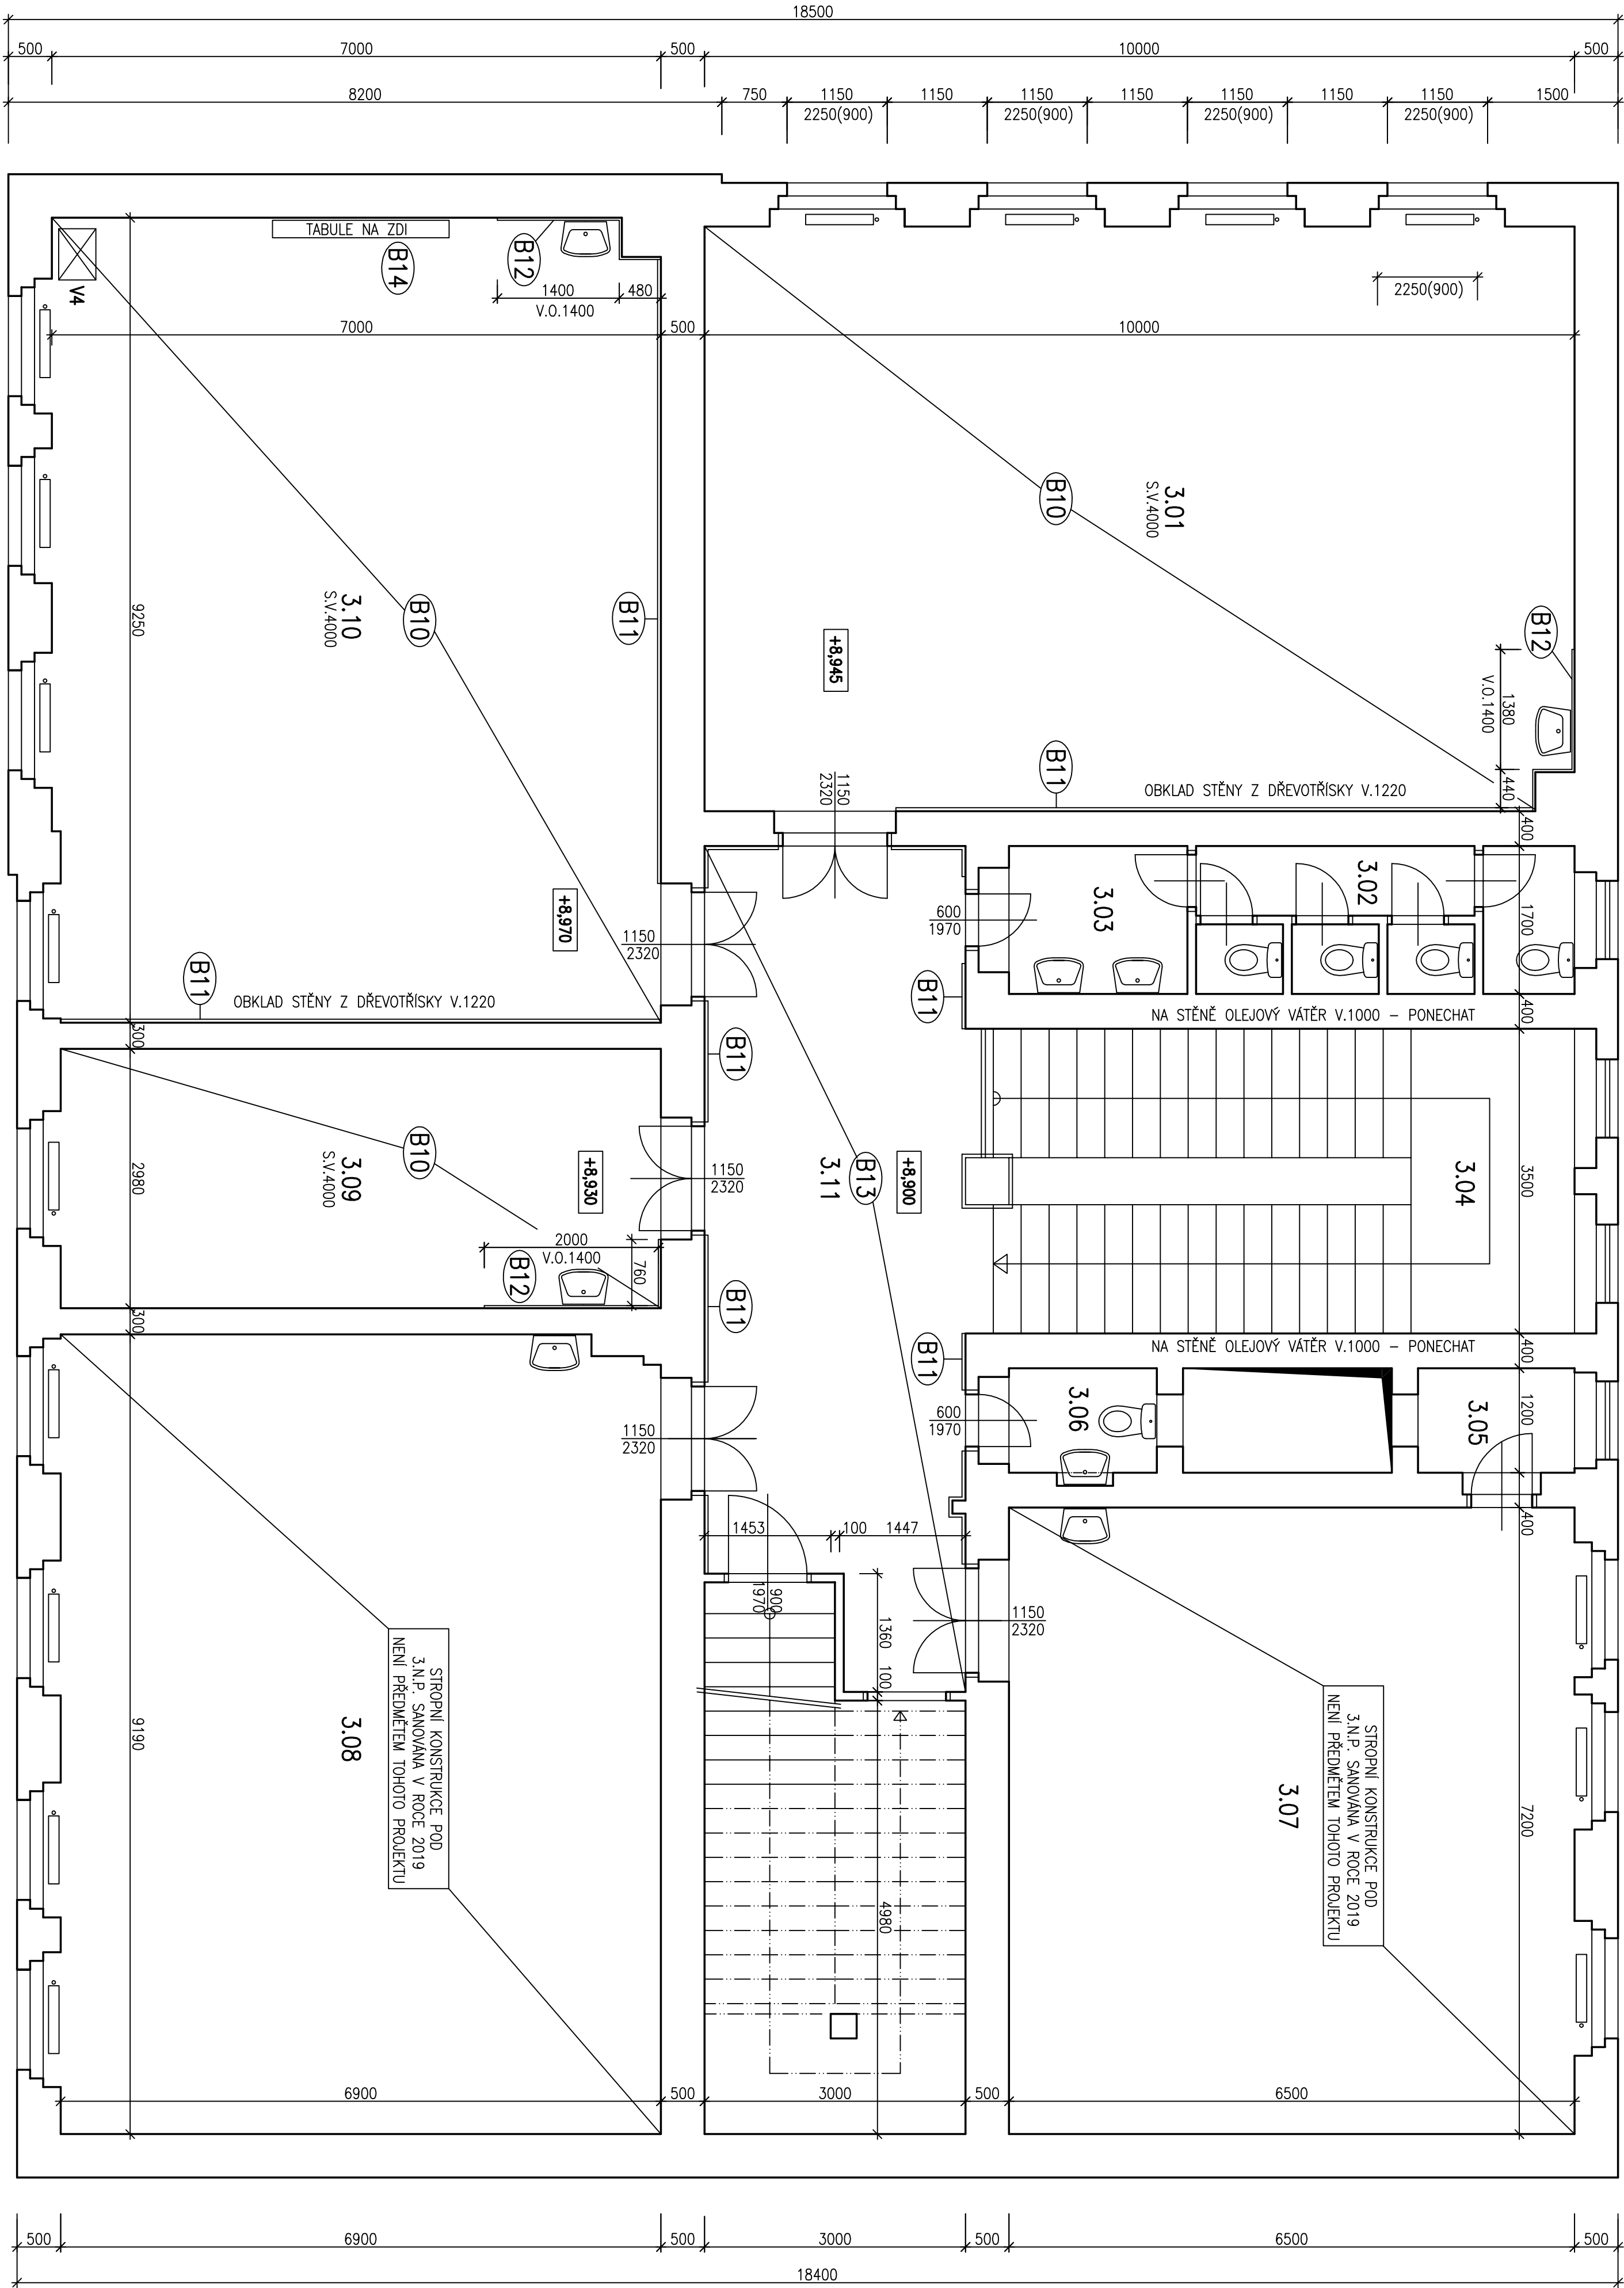 18500
500
7000
500
10000
500
8200
750
1150
2250(900)
1150
1150
2250(900)
1150
1150
2250(900)
1150
1150
2250(900)
1500
TABULE NA ZDI
B14
B12
V4
1400
480
V.O.1400
7000
500
10000
2250(900)
B10
3.01
S.V.4000
B12
1380
V.O.1400
440
B10
3.10
S.V.4000
B11
9250
+8,945
B11
OBKLAD STĚNY Z DŘEVOTŘÍSKY V.1220
1150
2320
400
3.02
3.03
1700
600
1970
+8,970
1150
2320
B11
OBKLAD STĚNY Z DŘEVOTŘÍSKY V.1220
B11
400
NA STĚNĚ OLEJOVÝ VÁTĚR V.1000 – PONECHAT
300
B11
B10
3.09
S.V.4000
2980
+8,930
1150
2320
3.11
B13
+8,900
3.04
3500
2000
V.O.1400
760
B12
B11
300
B11
NA STĚNĚ OLEJOVÝ VÁTĚR V.1000 – PONECHAT
400
3.06
3.05
1200
600
1970
1150
2320
1453
100
1447
400
900
1970
1360
100
1150
2320
STROPNÍ KONSTRUKCE POD
3.N.P. SANOVÁNA V ROCE 2019
NENÍ PŘEDMĚTEM TOHOTO PROJEKTU
3.08
9190
STROPNÍ KONSTRUKCE POD
3.N.P. SANOVÁNA V ROCE 2019
NENÍ PŘEDMĚTEM TOHOTO PROJEKTU
3.07
7200
4980
6900
500
3000
500
6500
500
6900
500
3000
500
6500
500
18400